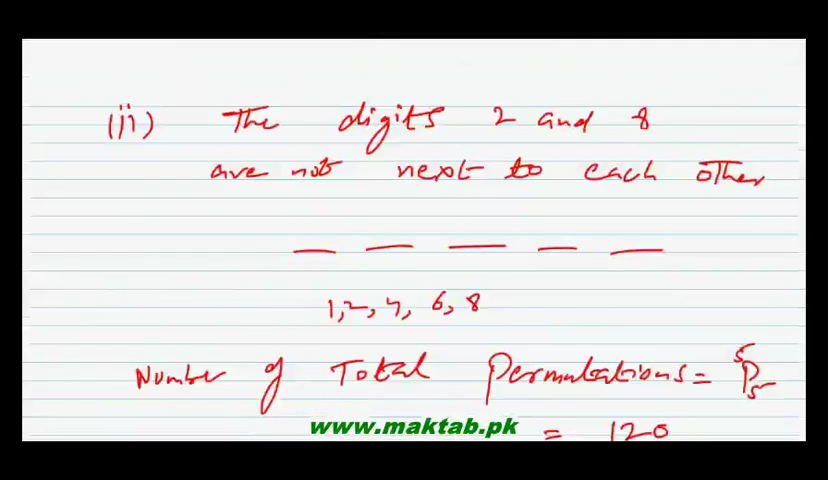 (ii) The digits 2 and 8
are not next to each other
1, 2, 4, 6, 8
Number of Total Permutations = ⁵P₅
= 120
www.maktab.pk